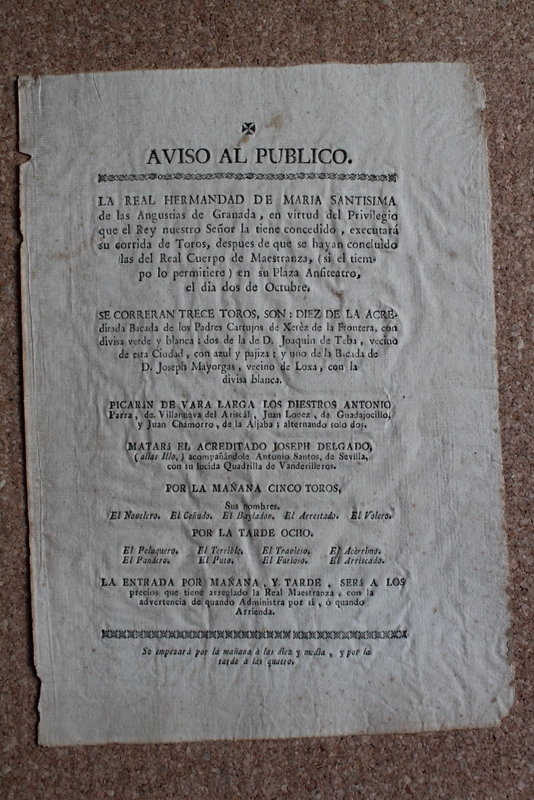 AVISO AL PUBLICO.
LA REAL HERMANDAD DE MARIA SANTISIMA
de las Angustias de Granada, en virtud del Privilegio
que el Rey nuestro Señor la tiene concedido, executará
su corrida de Toros, despues de que se hayan concluido
las del Real Cuerpo de Maestranza, (si el tiem-
po lo permitiere) en su Plaza Anfiteatro,
el dia dos de Octubre.
SE CORRERAN TRECE TOROS, SON: DIEZ DE LA ACRE-
ditada Bacada de los Padres Cartujos de Xerèz de la Frontera, con
divisa verde y blanca: dos de la de D. Joaquin de Teba, vecino
de esta Ciudad, con azul y pajiza: y uno de la Bacada de
D. Joseph Mayorgas, vecino de Loxa, con la
divisa blanca.
PICARÁN DE VARA LARGA LOS DIESTROS ANTONIO
Parra, de Villanueva del Ariscál, Juan Lopez, de Guadajocillo,
y Juan Chamorro, de la Aljaba; alternando solo dos.
MATARÁ EL ACREDITADO JOSEPH DELGADO,
(alias Illo,) acompañándole Antonio Santos, de Sevilla,
con su lucida Quadrilla de Vanderilleros.
POR LA MAÑANA CINCO TOROS,
Sus nombres.
El Novelero. El Ceñudo. El Baylador. El Arrestado. El Volero.
POR LA TARDE OCHO.
El Peluquero. El Terrible. El Travieso. El Acèrrimo.
El Pandero. El Puto. El Furioso. El Arriscado.
LA ENTRADA POR MAÑANA, Y TARDE, SERÁ A LOS
precios que tiene arreglado la Real Maestranza, con la
advertencia de quando Administra por sí, ó quando
Arrienda.
Se empezará por la mañana à las diez y media, y por la
tarde à las quatro.